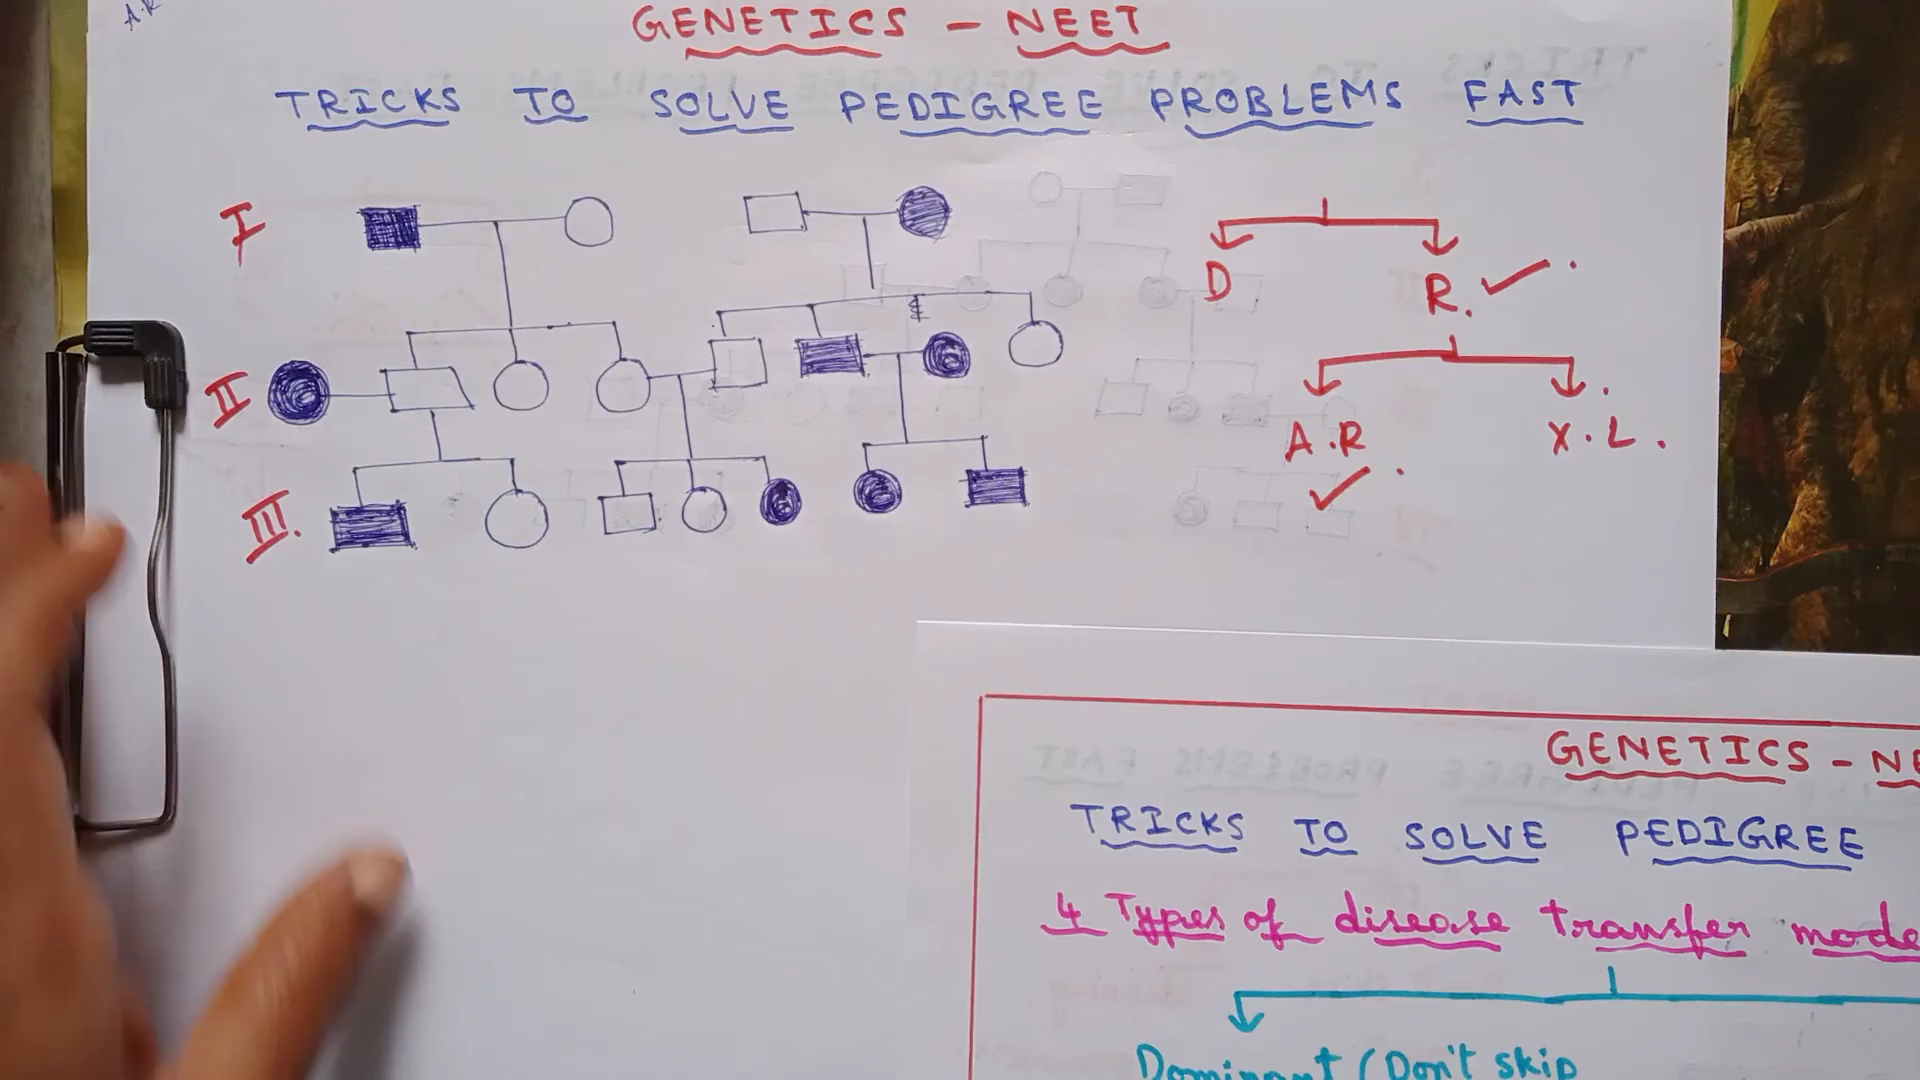 A.R
GENETICS - NEET
TRICKS TO SOLVE PEDIGREE PROBLEMS FAST
I
D
R.
II
A.R
X.L.
III.
GENETICS - NE
TRICKS TO SOLVE PEDIGREE
4 Types of disease transfer mode
Dominant (Don't skip